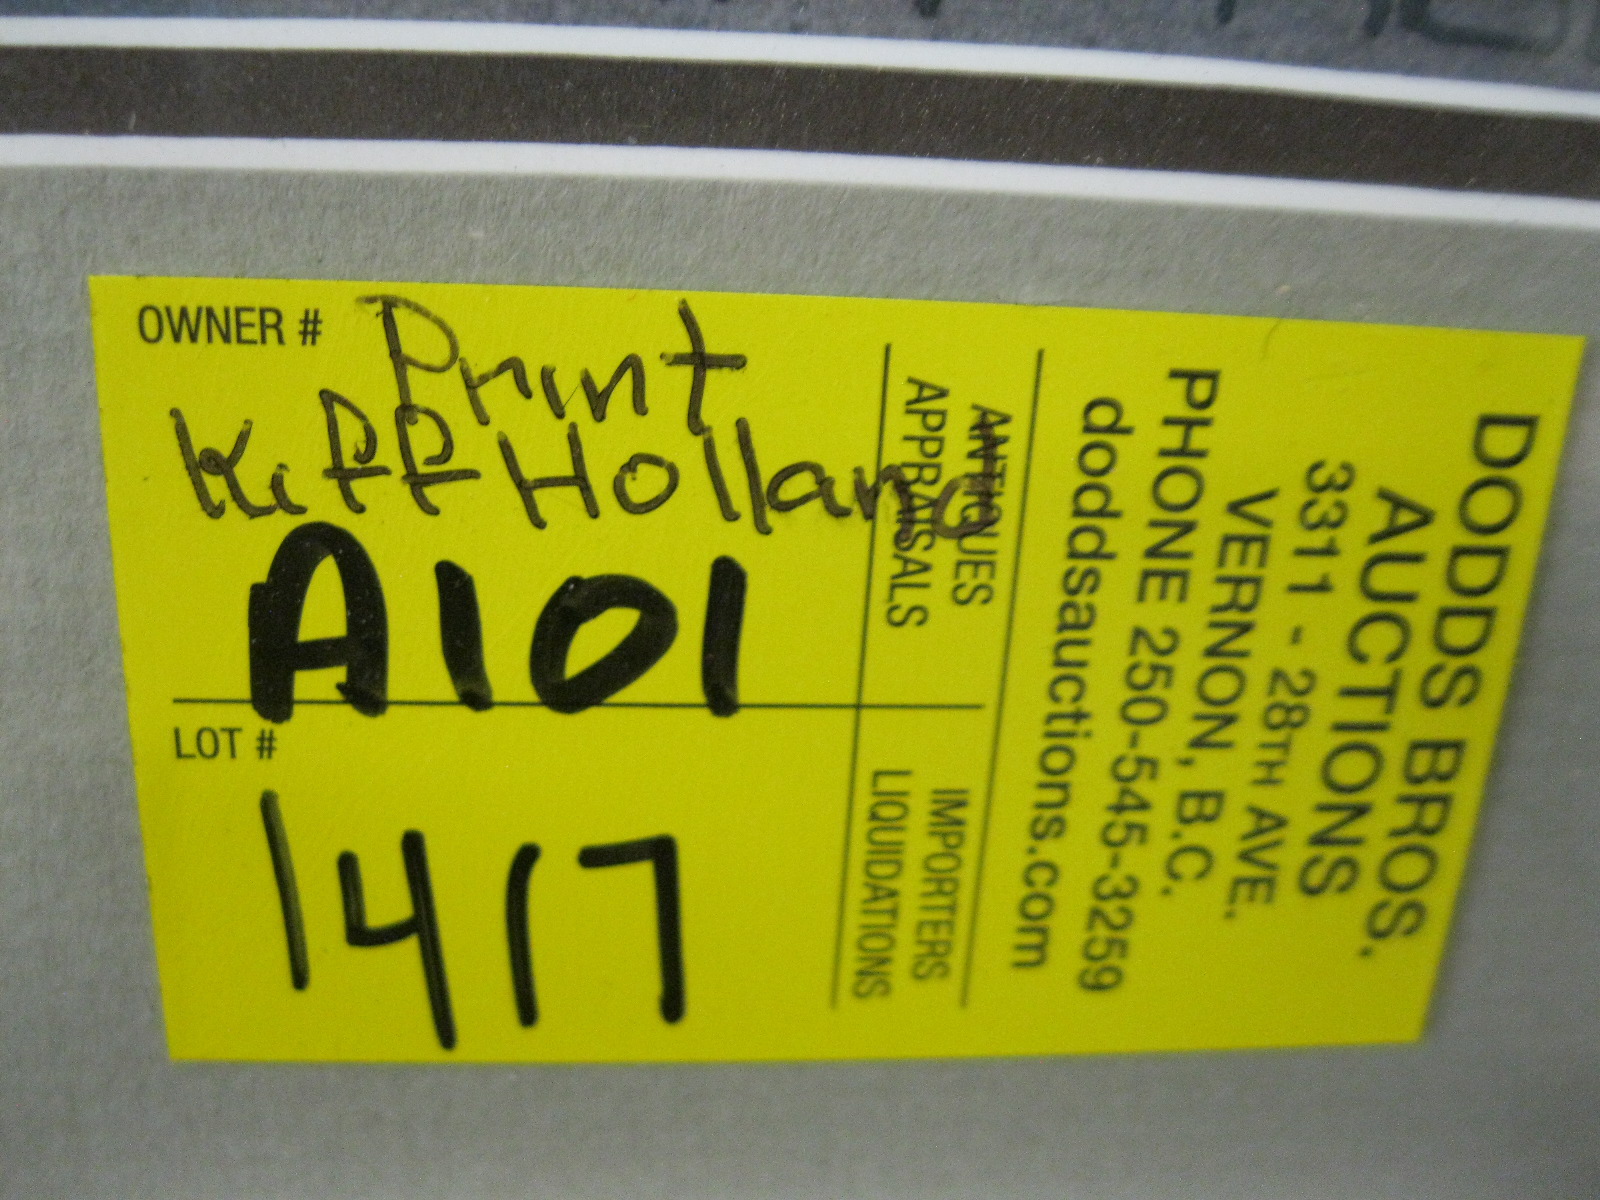 OWNER # Print
Kiff Holland
A101
LOT #
1417
ANTIQUES
APPRAISALS
IMPORTERS
LIQUIDATIONS
DODDS BROS.
AUCTIONS
3311 - 28TH AVE.
VERNON, B.C.
PHONE 250-545-3259
doddsauctions.com